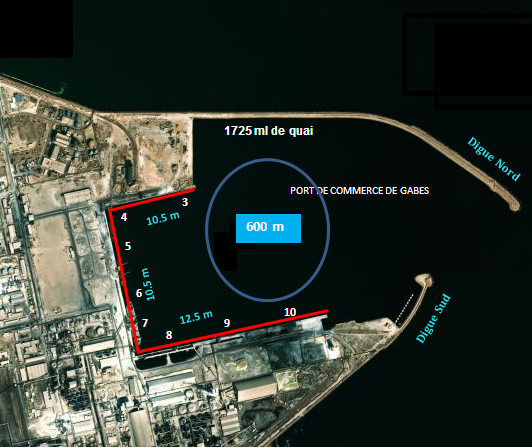 1725 ml de quai
Digue Nord
PORT DE COMMERCE DE GABES
3
4
10.5 m
600 m
5
10.5 m
6
7
8
12.5 m
9
10
Digue Sud